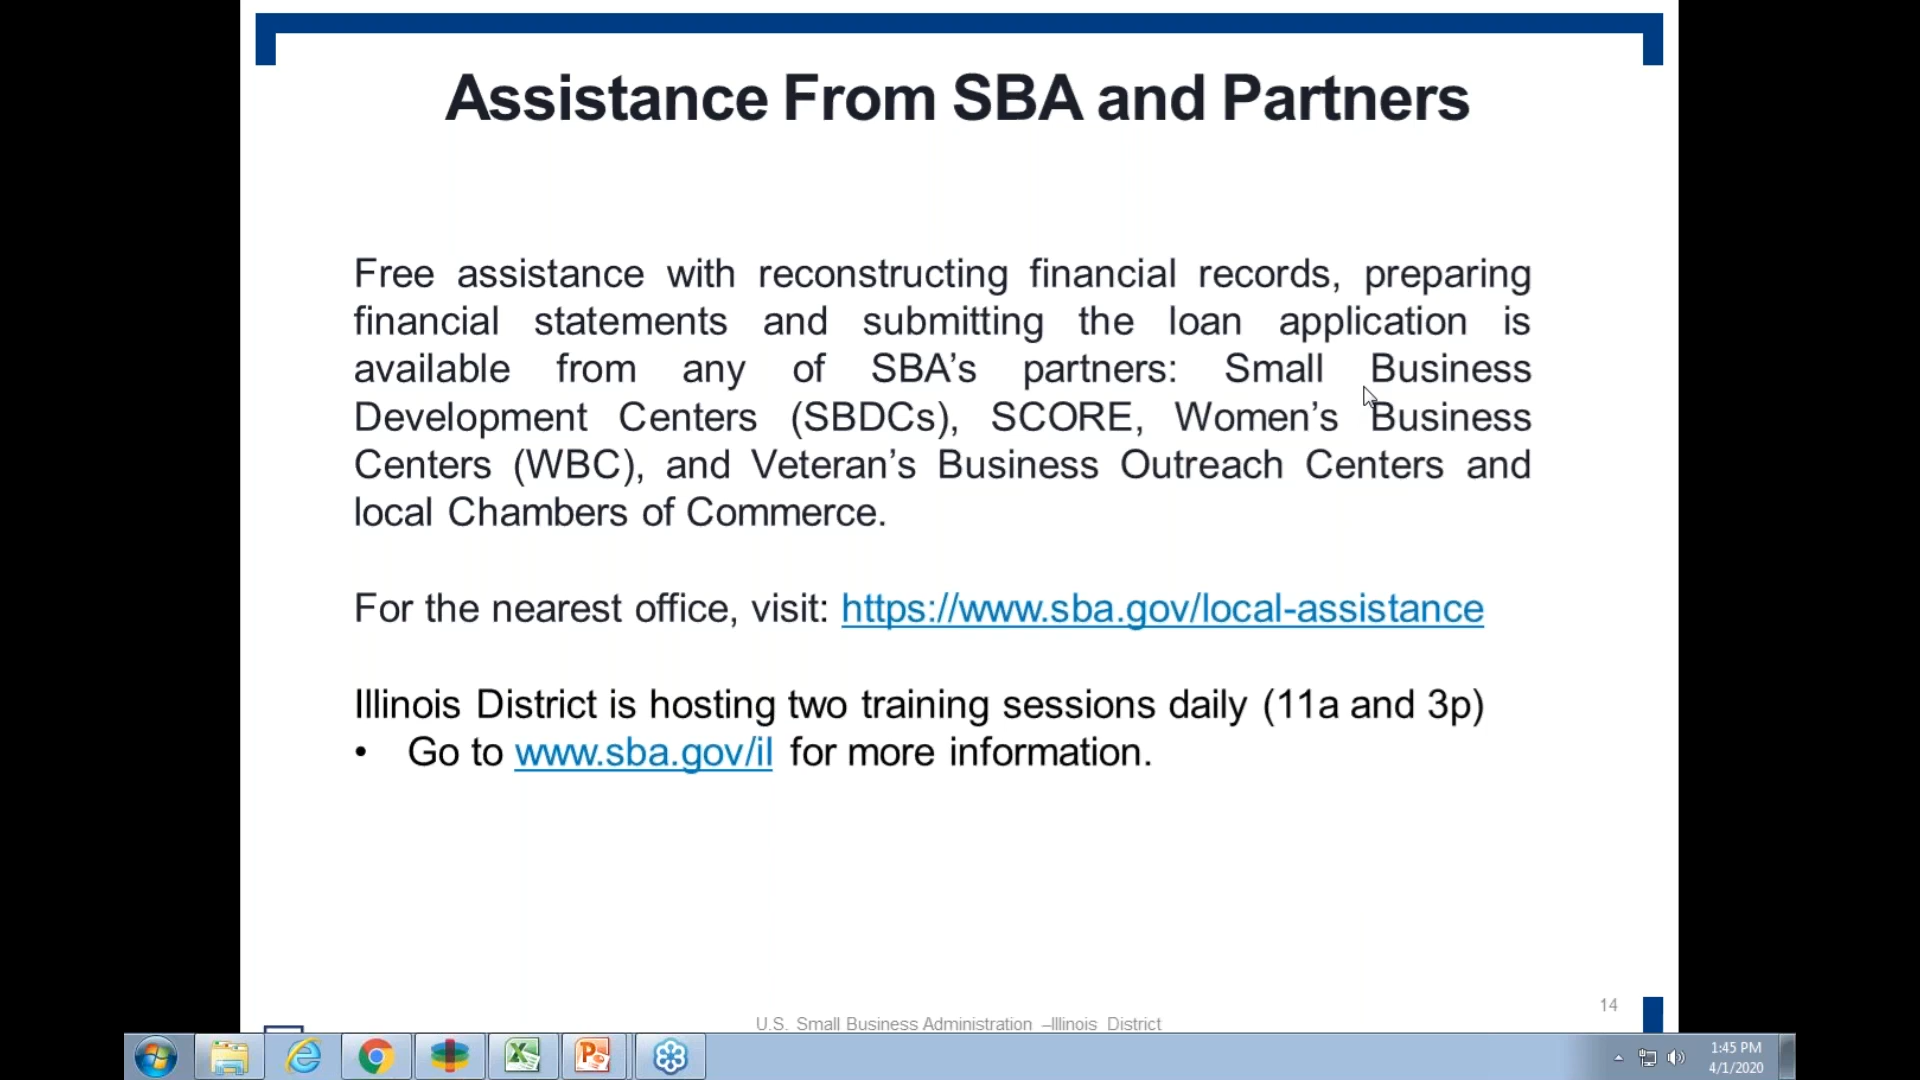 Assistance From SBA and Partners
Free assistance with reconstructing financial records, preparing
financial statements and submitting the loan application is
available from any of SBA’s partners: Small Business
Development Centers (SBDCs), SCORE, Women’s Business
Centers (WBC), and Veteran’s Business Outreach Centers and
local Chambers of Commerce.
For the nearest office, visit: https://www.sba.gov/local-assistance
Illinois District is hosting two training sessions daily (11a and 3p)
• Go to www.sba.gov/il for more information.
14
U.S. Small Business Administration –Illinois District
1:45 PM
4/1/2020